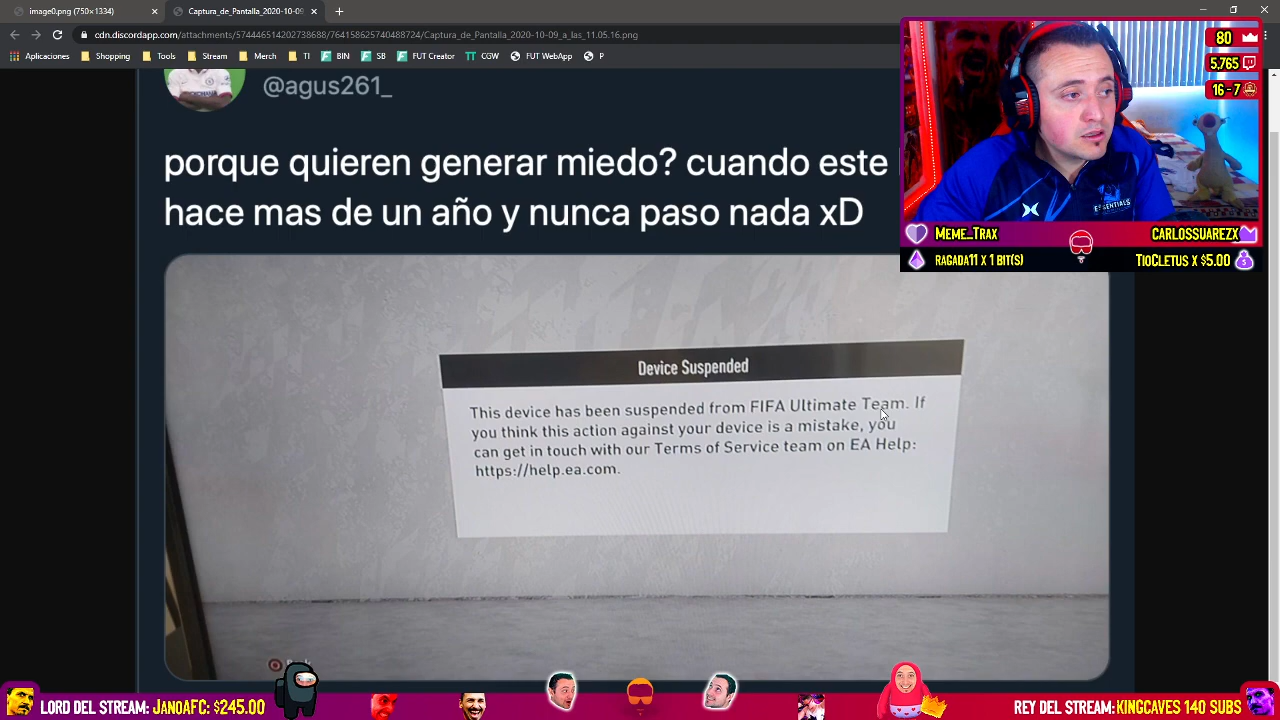 image0.png (750×1334)
Captura_de_Pantalla_2020-10-09
cdn.discordapp.com/attachments/574446514202738688/764158625740488724/Captura_de_Pantalla_2020-10-09_a_las_11.05.16.png
Aplicaciones Shopping Tools Stream Merch TI BIN SB FUT Creator CGW FUT WebApp P
80
5,765
16 - 7
@agus261_
porque quieren generar miedo? cuando este
hace mas de un año y nunca paso nada xD
ESSENTIALS
Meme_Trax CARLOSSUAREZX
RAGADA11 X 1 BIT(S) TioCletus x $5.00
Device Suspended
This device has been suspended from FIFA Ultimate Team. If
you think this action against your device is a mistake, you
can get in touch with our Terms of Service team on EA Help:
https://help.ea.com.
LORD DEL STREAM: JanoAFC: $245.00
REY DEL STREAM: KINGCAVES 140 SUBS